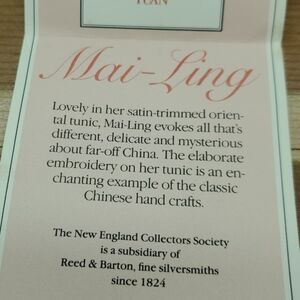 Mai-Ling
Lovely in her satin-trimmed orien-
tal tunic, Mai-Ling evokes all that's
different, delicate and mysterious
about far-off China. The elaborate
embroidery on her tunic is an en-
chanting example of the classic
Chinese hand crafts.
The New England Collectors Society
is a subsidiary of
Reed & Barton, fine silversmiths
since 1824